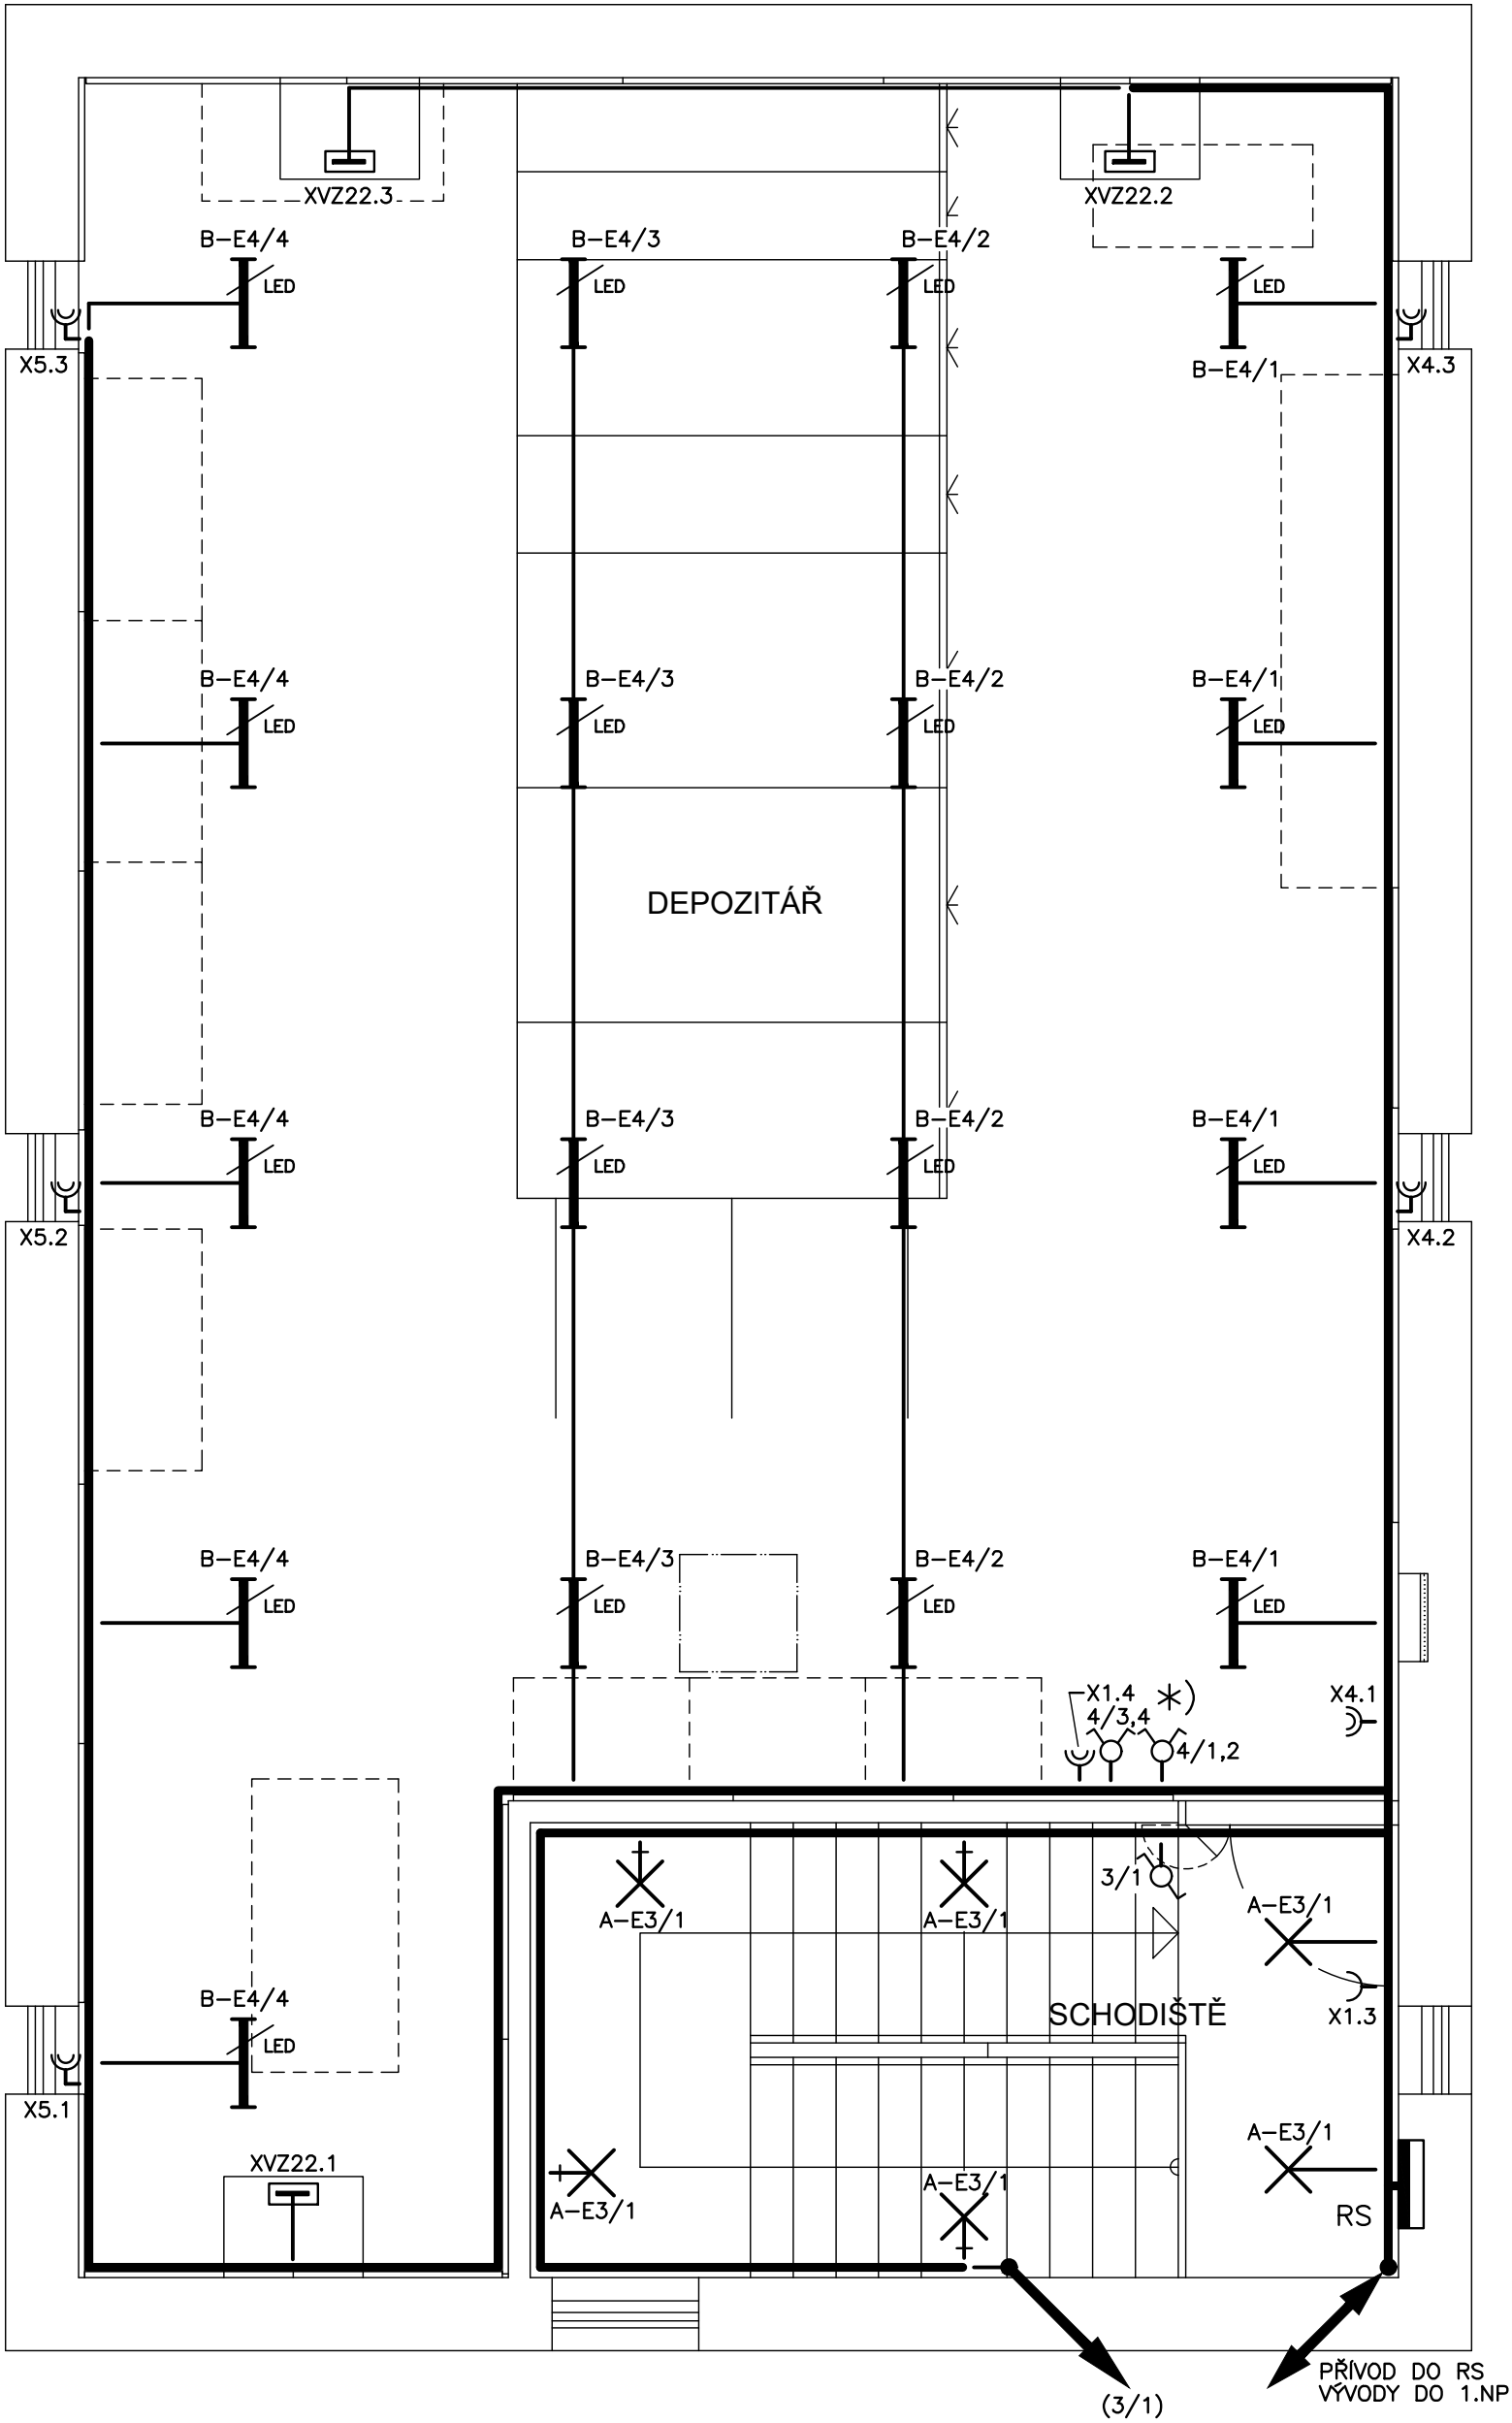 XVZ22.3
XVZ22.2
B-E4/4
B-E4/3
B-E4/2
LED
LED
LED
LED
X5.3
B-E4/1
X4.3
B-E4/4
B-E4/3
B-E4/2
B-E4/1
LED
LED
LED
LED
DEPOZITÁŘ
B-E4/4
B-E4/3
B-E4/2
B-E4/1
LED
LED
LED
LED
X5.2
X4.2
B-E4/4
B-E4/3
B-E4/2
B-E4/1
LED
LED
LED
LED
X1.4 *)
X4.1
4/3,4
4/1,2
3/1
A-E3/1
A-E3/1
A-E3/1
B-E4/4
LED
SCHODIŠTĚ
X1.3
X5.1
A-E3/1
XVZ22.1
A-E3/1
A-E3/1
RS
PŘÍVOD DO RS
VÝVODY DO 1.NP
(3/1)